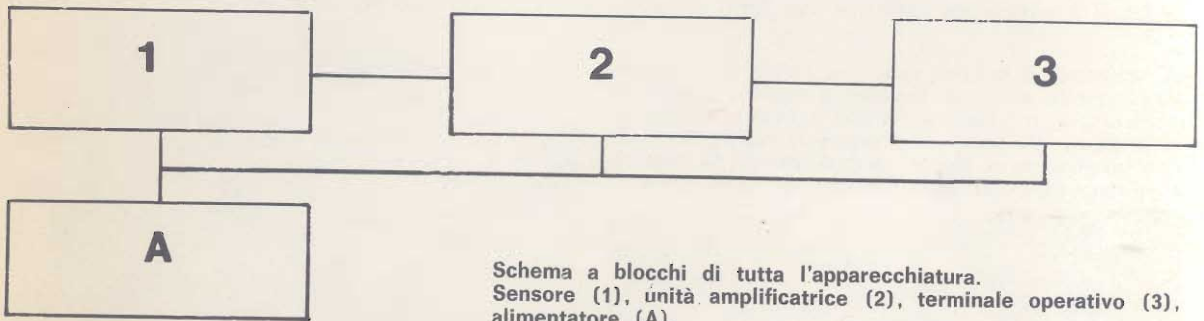 1
2
3
A
Schema a blocchi di tutta l'apparecchiatura.
Sensore (1), unità amplificatrice (2), terminale operativo (3),
alimentatore (A)